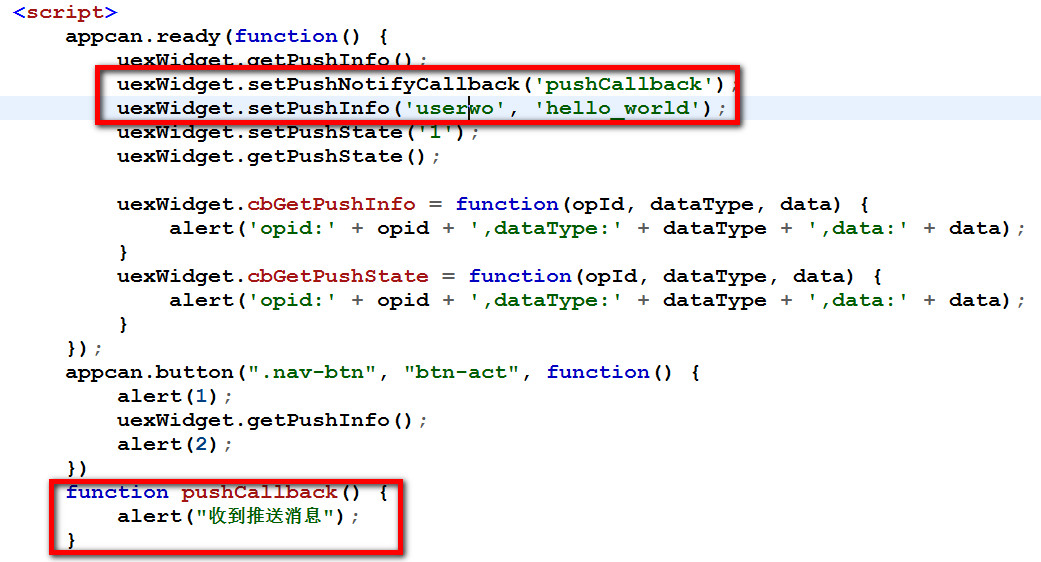 <script>
appcan.ready(function() {
uexWidget.getPushInfo();
uexWidget.setPushNotifyCallback('pushCallback');
uexWidget.setPushInfo('userwo', 'hello_world');
uexWidget.setPushState('1');
uexWidget.getPushState();
uexWidget.cbGetPushInfo = function(opId, dataType, data) {
alert('opid:' + opid + ',dataType:' + dataType + ',data:' + data);
}
uexWidget.cbGetPushState = function(opId, dataType, data) {
alert('opid:' + opid + ',dataType:' + dataType + ',data:' + data);
}
});
appcan.button(".nav-btn", "btn-act", function() {
alert(1);
uexWidget.getPushInfo();
alert(2);
})
function pushCallback() {
alert("收到推送消息");
}